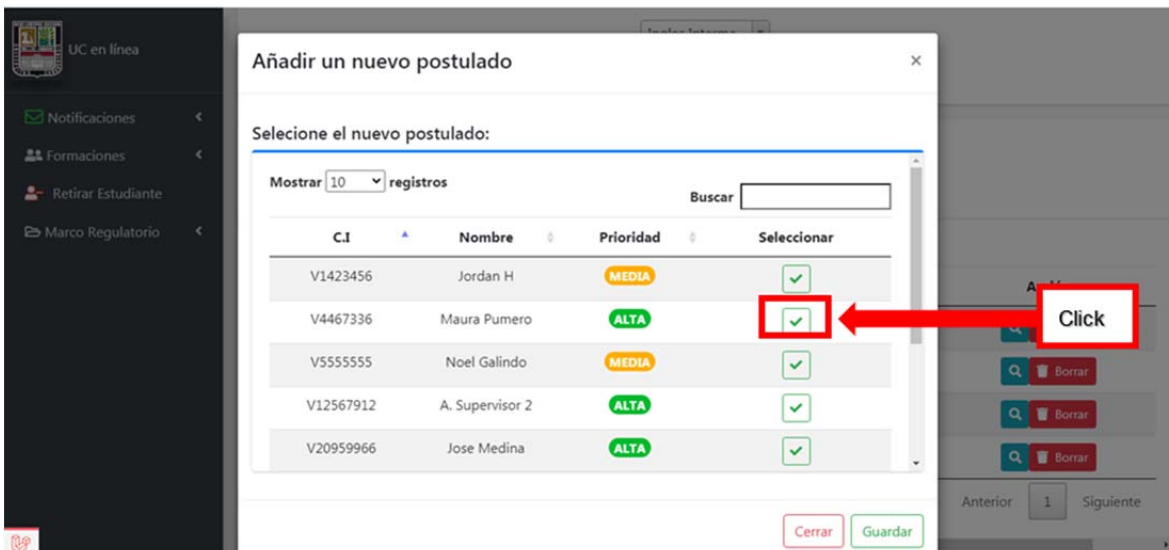 Ingles Interme
UC en línea
Añadir un nuevo postulado ×
Notificaciones
Formaciones
Retirar Estudiante
Marco Regulatorio
Selecione el nuevo postulado:
Mostrar 10 registros
Buscar
C.I Nombre Prioridad Seleccionar
V1423456 Jordan H MEDIA
V4467336 Maura Pumero ALTA
Click
V5555555 Noel Galindo MEDIA
Borrar
V12567912 A. Supervisor 2 ALTA
Borrar
V20959966 Jose Medina ALTA
Borrar
Anterior 1 Siguiente
Cerrar Guardar